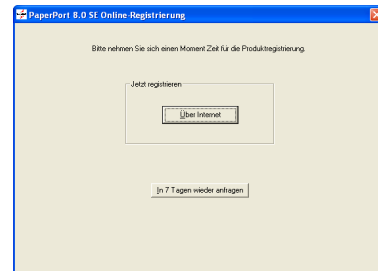 PaperPort 8.0 SE Online-Registrierung
Bitte nehmen Sie sich einen Moment Zeit für die Produktregistrierung.
Jetzt registrieren
Über Internet
In 7 Tagen wieder anfragen